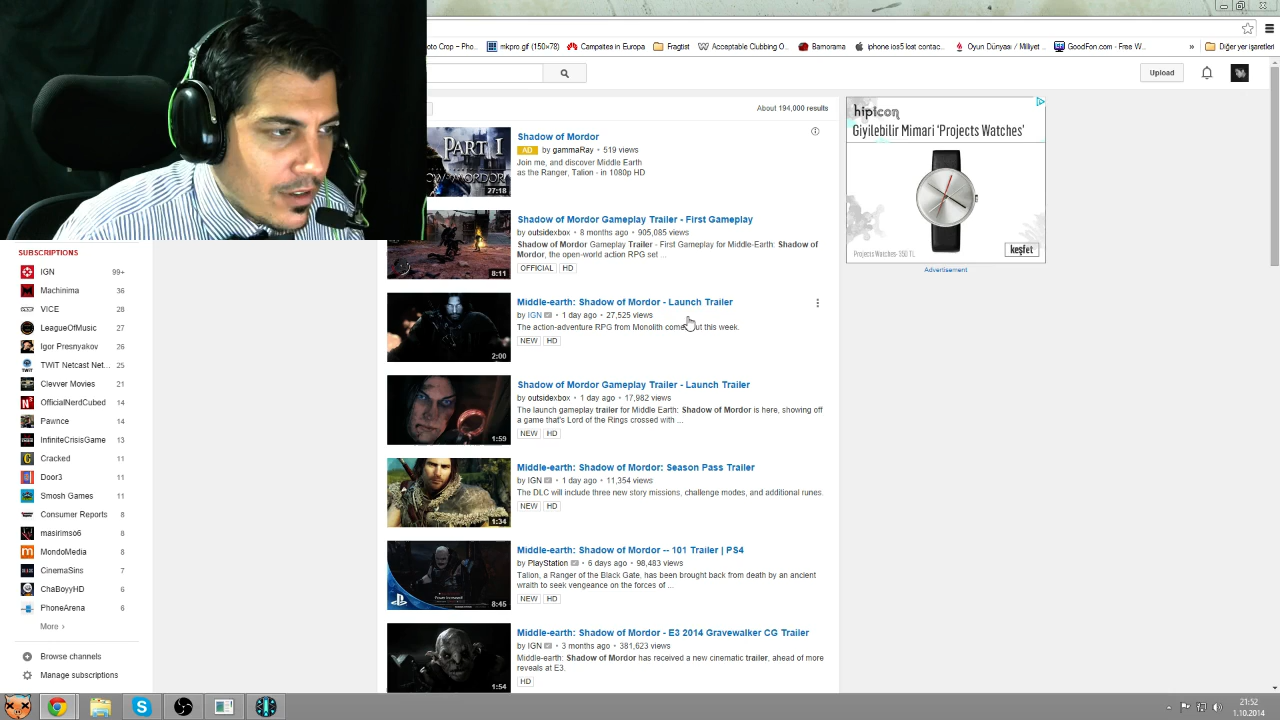 oto Crop – Pho...
mkpro.gif (150×78)
Campsites in Europa
Fragtist
Acceptable Clubbing O...
Bamorama
iphone ios5 lost contac...
Oyun Dünyası / Milliyet ...
GoodFon.com - Free W...
»
Diğer yer işaretleri
Upload
About 194,000 results
PART 1
27:18
Shadow of Mordor
AD by gammaRay • 519 views
Join me, and discover Middle Earth
as the Ranger, Talion - in 1080p HD
8:11
Shadow of Mordor Gameplay Trailer - First Gameplay
by outsidexbox • 8 months ago • 905,085 views
Shadow of Mordor Gameplay Trailer - First Gameplay for Middle-Earth: Shadow of
Mordor, the open-world action RPG set ...
OFFICIAL HD
2:00
Middle-earth: Shadow of Mordor - Launch Trailer
by IGN • 1 day ago • 27,525 views
The action-adventure RPG from Monolith comes out this week.
NEW HD
1:59
Shadow of Mordor Gameplay Trailer - Launch Trailer
by outsidexbox • 1 day ago • 17,982 views
The launch gameplay trailer for Middle Earth: Shadow of Mordor is here, showing off
a game that's Lord of the Rings crossed with ...
NEW HD
1:34
Middle-earth: Shadow of Mordor: Season Pass Trailer
by IGN • 1 day ago • 11,354 views
The DLC will include three new story missions, challenge modes, and additional runes.
NEW HD
8:45
Middle-earth: Shadow of Mordor -- 101 Trailer | PS4
by PlayStation • 6 days ago • 98,483 views
Talion, a Ranger of the Black Gate, has been brought back from death by an ancient
wraith to seek vengeance on the forces of ...
NEW HD
1:54
Middle-earth: Shadow of Mordor - E3 2014 Gravewalker CG Trailer
by IGN • 3 months ago • 381,623 views
Middle-earth: Shadow of Mordor has received a new cinematic trailer, ahead of more
reveals at E3.
HD
hipicon
Giyilebilir Mimari 'Projects Watches'
Projects Watches- 550 TL
keşfet
Advertisement
SUBSCRIPTIONS
IGN 99+
Machinima 36
VICE 28
LeagueOfMusic 27
Igor Presnyakov 26
TWiT Netcast Net... 25
Clevver Movies 21
OfficialNerdCubed 14
Pawnce 14
InfiniteCrisisGame 13
Cracked 11
Door3 11
Smosh Games 11
Consumer Reports 8
masirimso6 8
MondoMedia 8
CinemaSins 7
ChaBoyyHD 6
PhoneArena 6
More ›
Browse channels
Manage subscriptions
21:52
1.10.2014